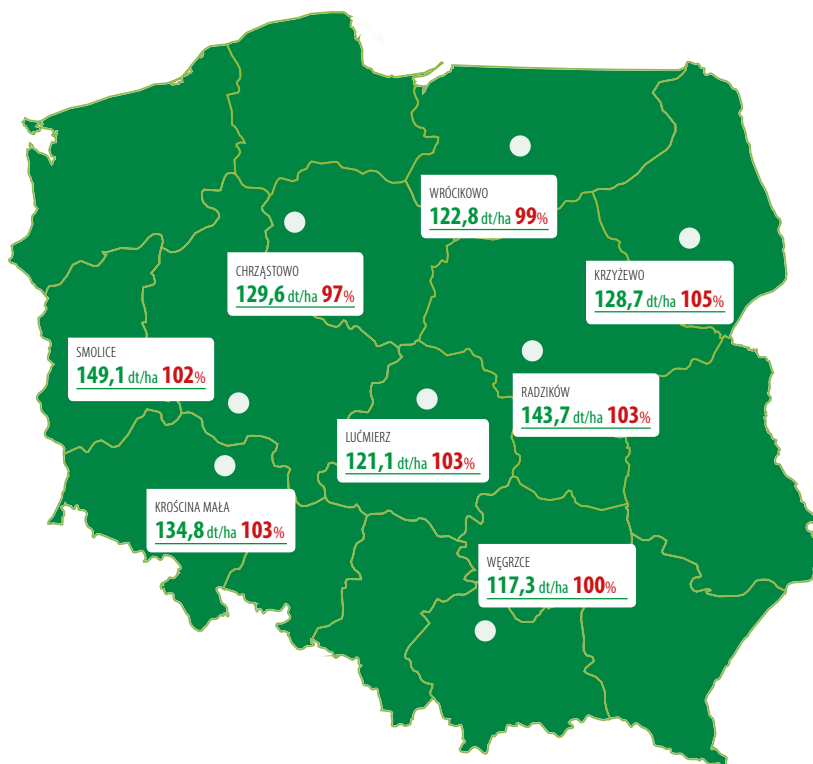 WRÓCIKOWO
122,8 dt/ha 99%
CHRZĄSTOWO
129,6 dt/ha 97%
KRZYŻEWO
128,7 dt/ha 105%
SMOLICE
149,1 dt/ha 102%
RADZIKÓW
143,7 dt/ha 103%
LUĆMIERZ
121,1 dt/ha 103%
KROŚCINA MAŁA
134,8 dt/ha 103%
WĘGRZCE
117,3 dt/ha 100%